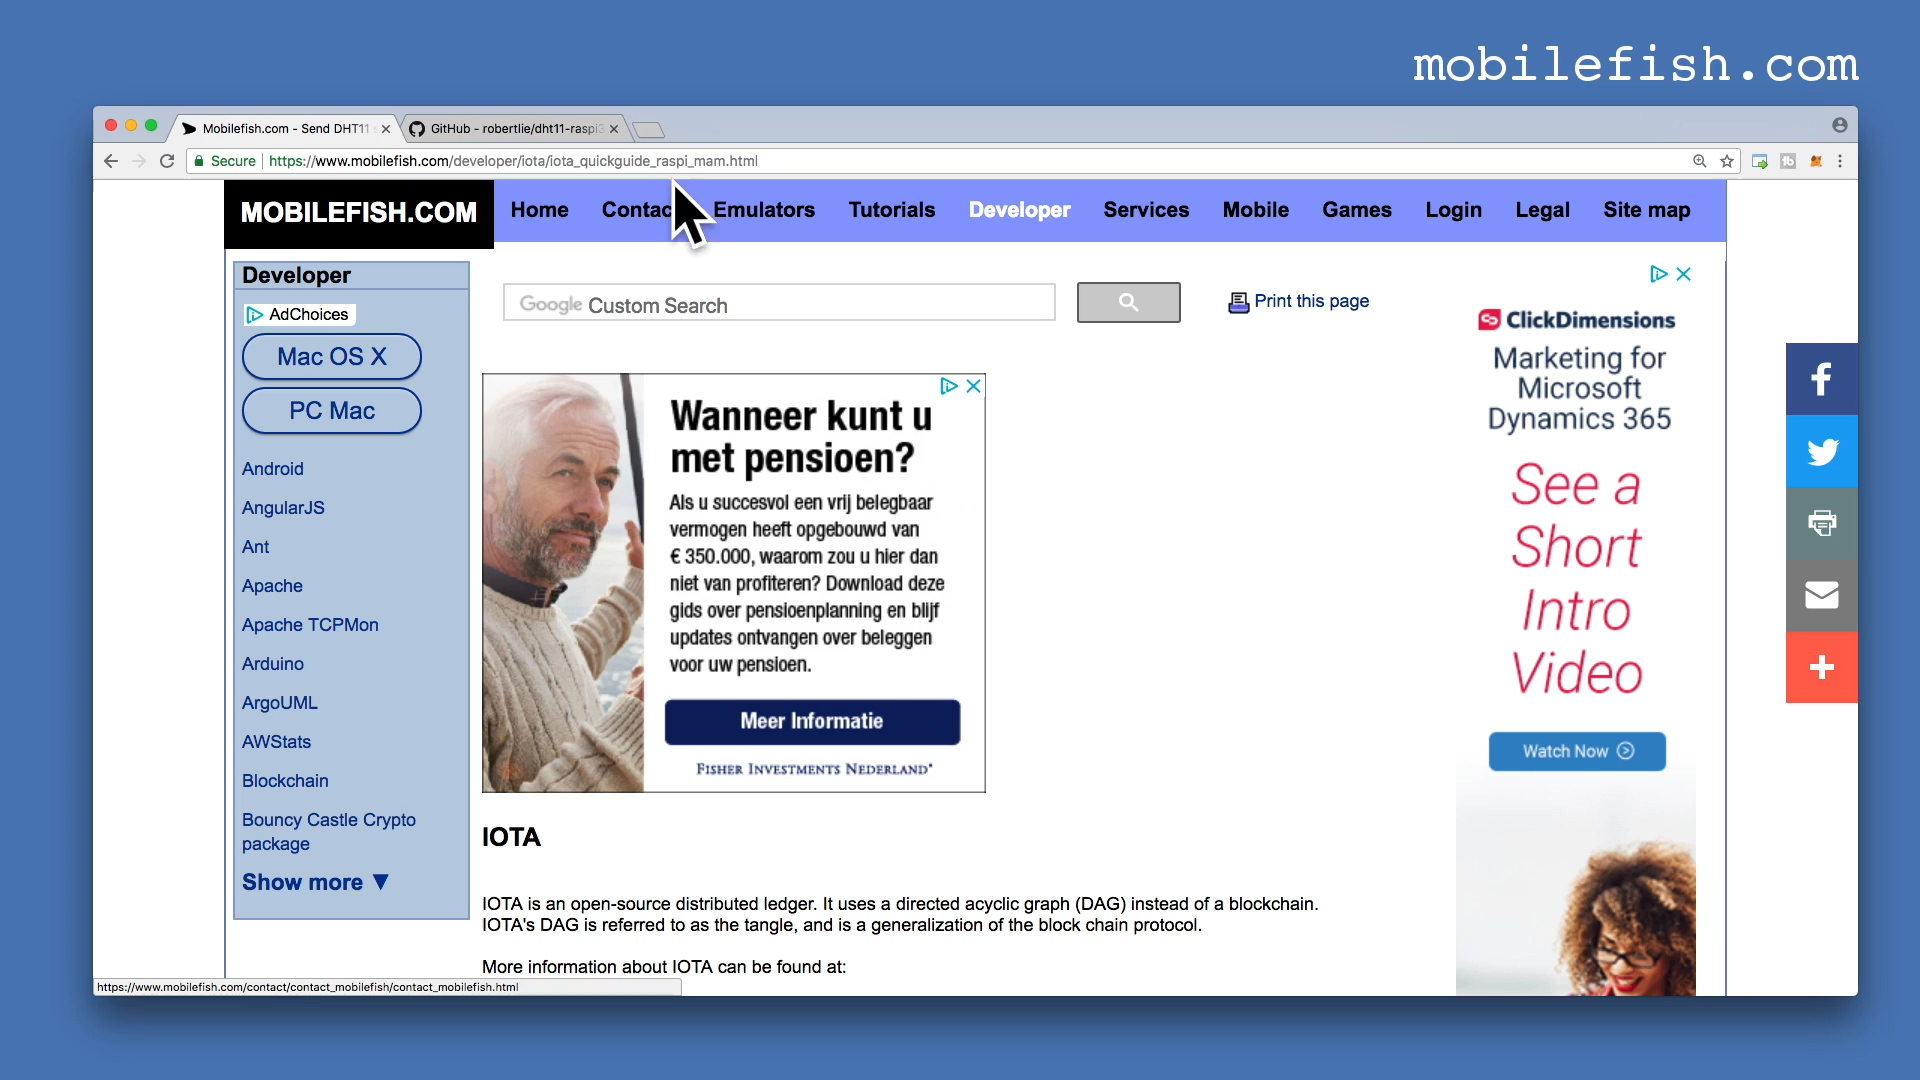 mobilefish.com
Mobilefish.com - Send DHT11
GitHub - robertlie/dht11-raspi3
Secure https://www.mobilefish.com/developer/iota/iota_quickguide_raspi_mam.html
MOBILEFISH.COM
Home Contac Emulators Tutorials Developer Services Mobile Games Login Legal Site map
Developer
AdChoices
Mac OS X
PC Mac
Android
AngularJS
Ant
Apache
Apache TCPMon
Arduino
ArgoUML
AWStats
Blockchain
Bouncy Castle Crypto
package
Show more ▼
Google Custom Search
Print this page
Wanneer kunt u
met pensioen?
Als u succesvol een vrij belegbaar
vermogen heeft opgebouwd van
€ 350.000, waarom zou u hier dan
niet van profiteren? Download deze
gids over pensioenplanning en blijf
updates ontvangen over beleggen
voor uw pensioen.
Meer Informatie
FISHER INVESTMENTS NEDERLAND
ClickDimensions
Marketing for
Microsoft
Dynamics 365
See a
Short
Intro
Video
Watch Now
IOTA
IOTA is an open-source distributed ledger. It uses a directed acyclic graph (DAG) instead of a blockchain.
IOTA's DAG is referred to as the tangle, and is a generalization of the block chain protocol.
More information about IOTA can be found at:
https://www.mobilefish.com/contact/contact_mobilefish/contact_mobilefish.html